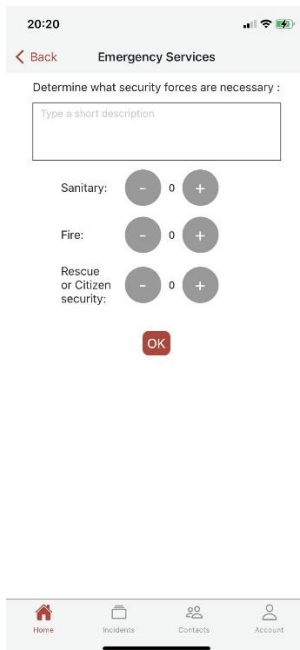 20:20
Back Emergency Services
Determine what security forces are necessary :
Type a short description
Sanitary: - 0 +
Fire: - 0 +
Rescue
or Citizen
security:
- 0 +
OK
Home Incidents Contacts Account